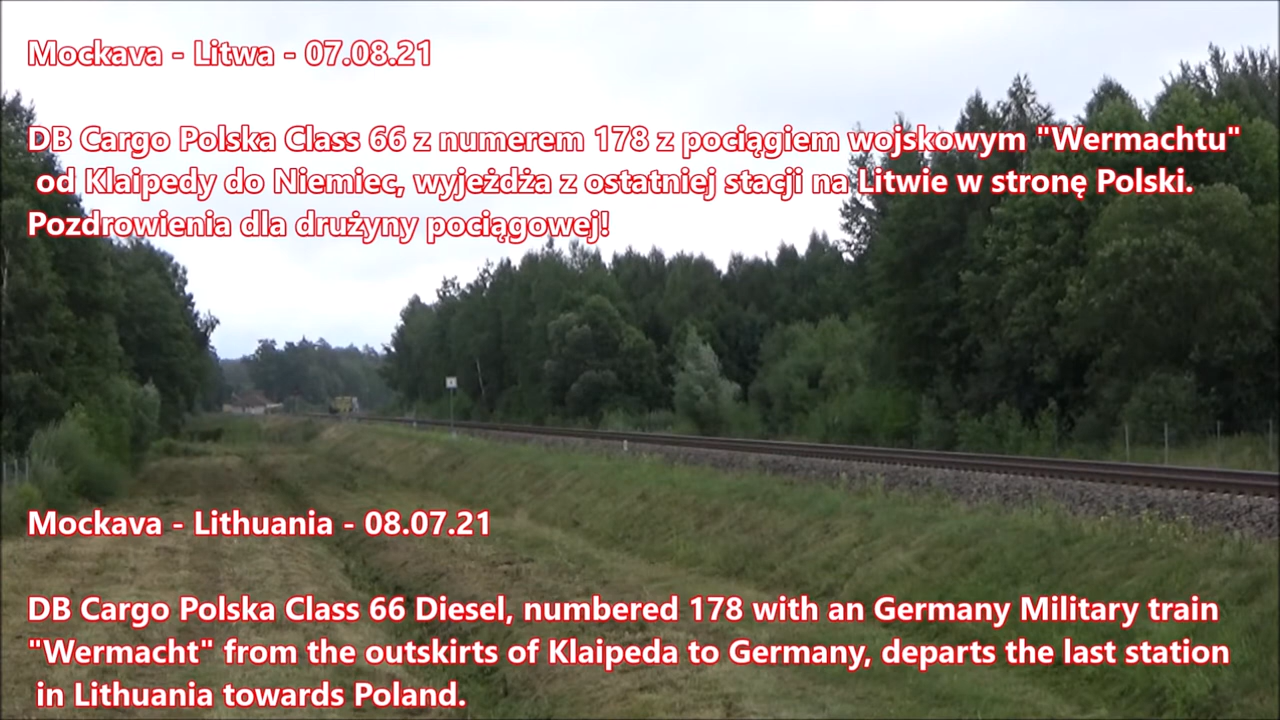 Mockava - Litwa - 07.08.21
DB Cargo Polska Class 66 z numerem 178 z pociągiem wojskowym "Wermachtu"
od Klaipedy do Niemiec, wyjeżdża z ostatniej stacji na Litwie w stronę Polski.
Pozdrowienia dla drużyny pociągowej!
Mockava - Lithuania - 08.07.21
DB Cargo Polska Class 66 Diesel, numbered 178 with an Germany Military train
"Wermacht" from the outskirts of Klaipeda to Germany, departs the last station
in Lithuania towards Poland.